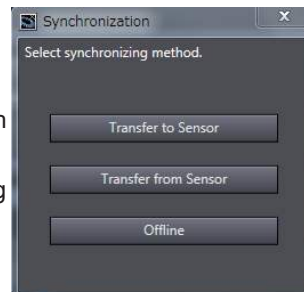 Synchronization
x
Select synchronizing method.
Transfer to Sensor
Transfer from Sensor
Offline